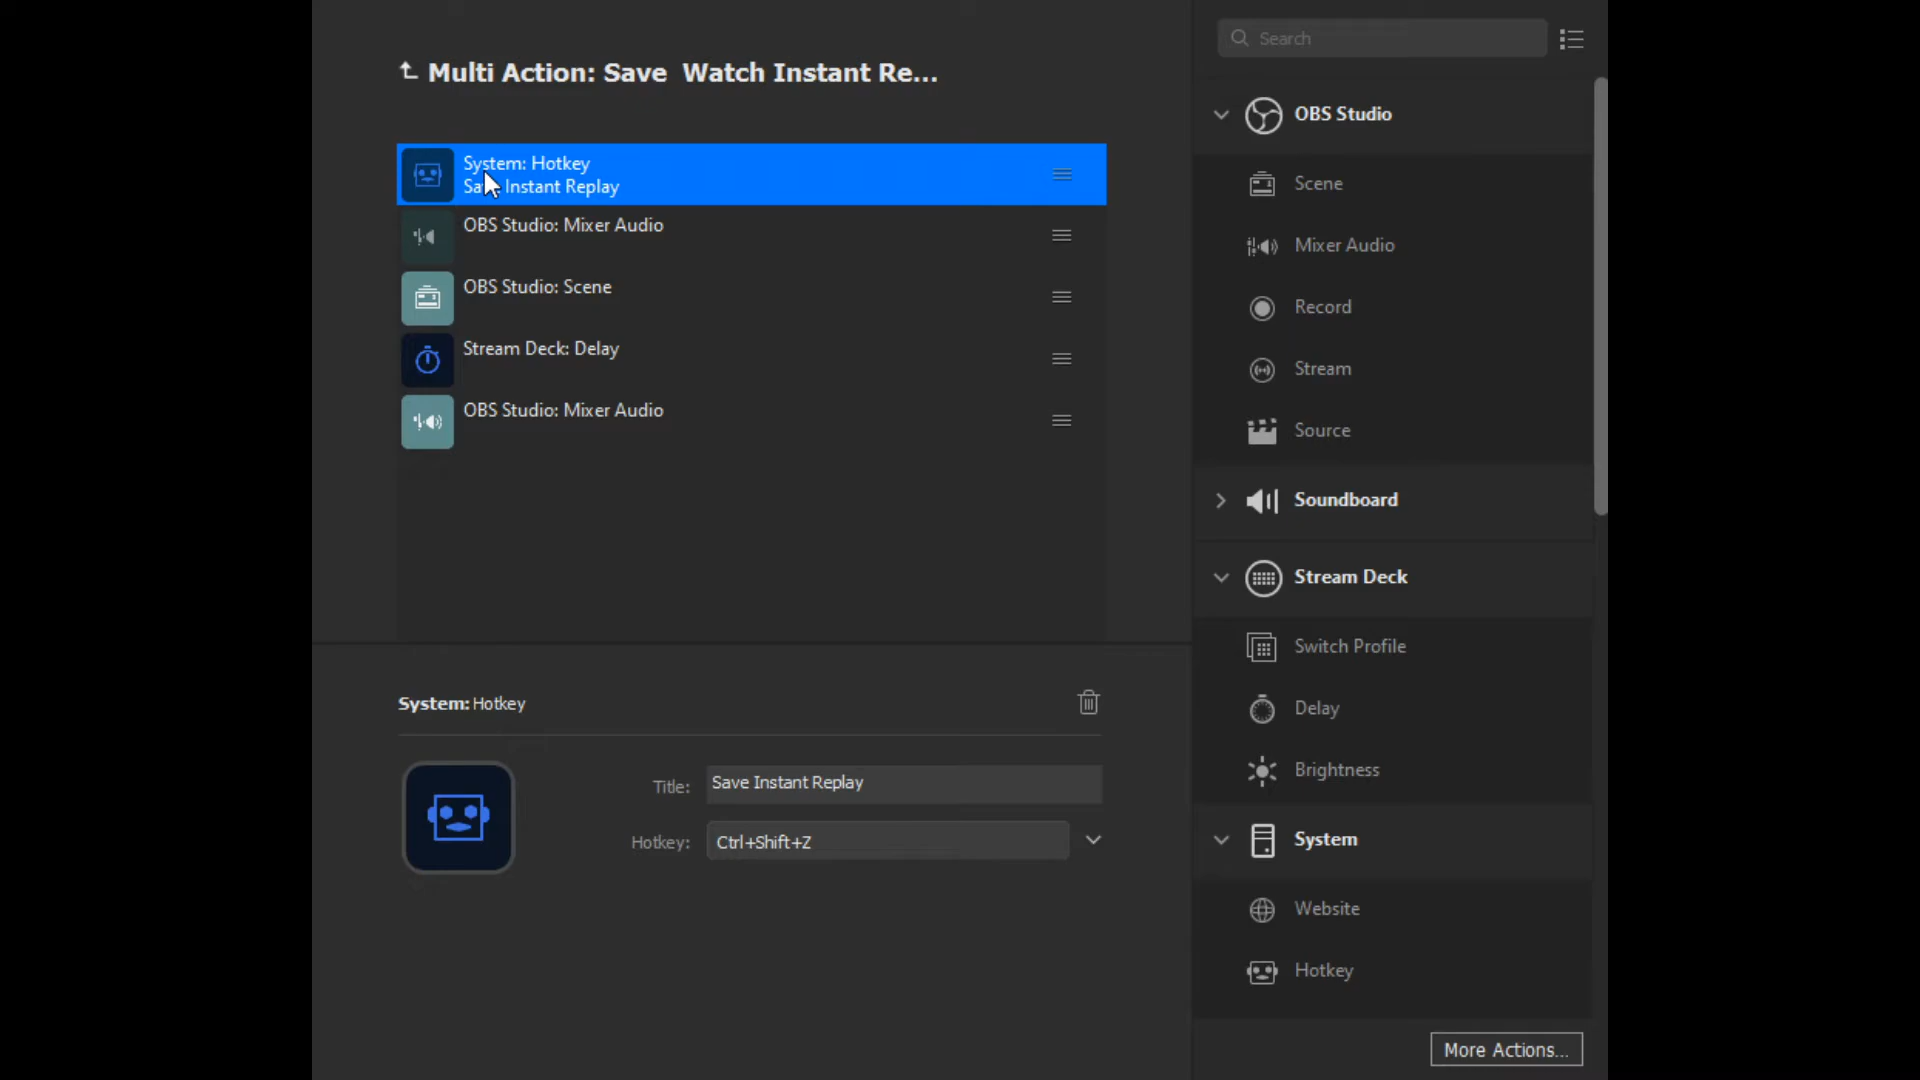 Multi Action: Save  Watch Instant Re...
System: Hotkey
Instant Replay
OBS Studio: Mixer Audio
OBS Studio: Scene
Stream Deck: Delay
OBS Studio: Mixer Audio
System: Hotkey
Title: Save Instant Replay
Hotkey: Ctrl+Shift+Z
Search
OBS Studio
Scene
Mixer Audio
Record
Stream
Source
Soundboard
Stream Deck
Switch Profile
Delay
Brightness
System
Website
Hotkey
More Actions...